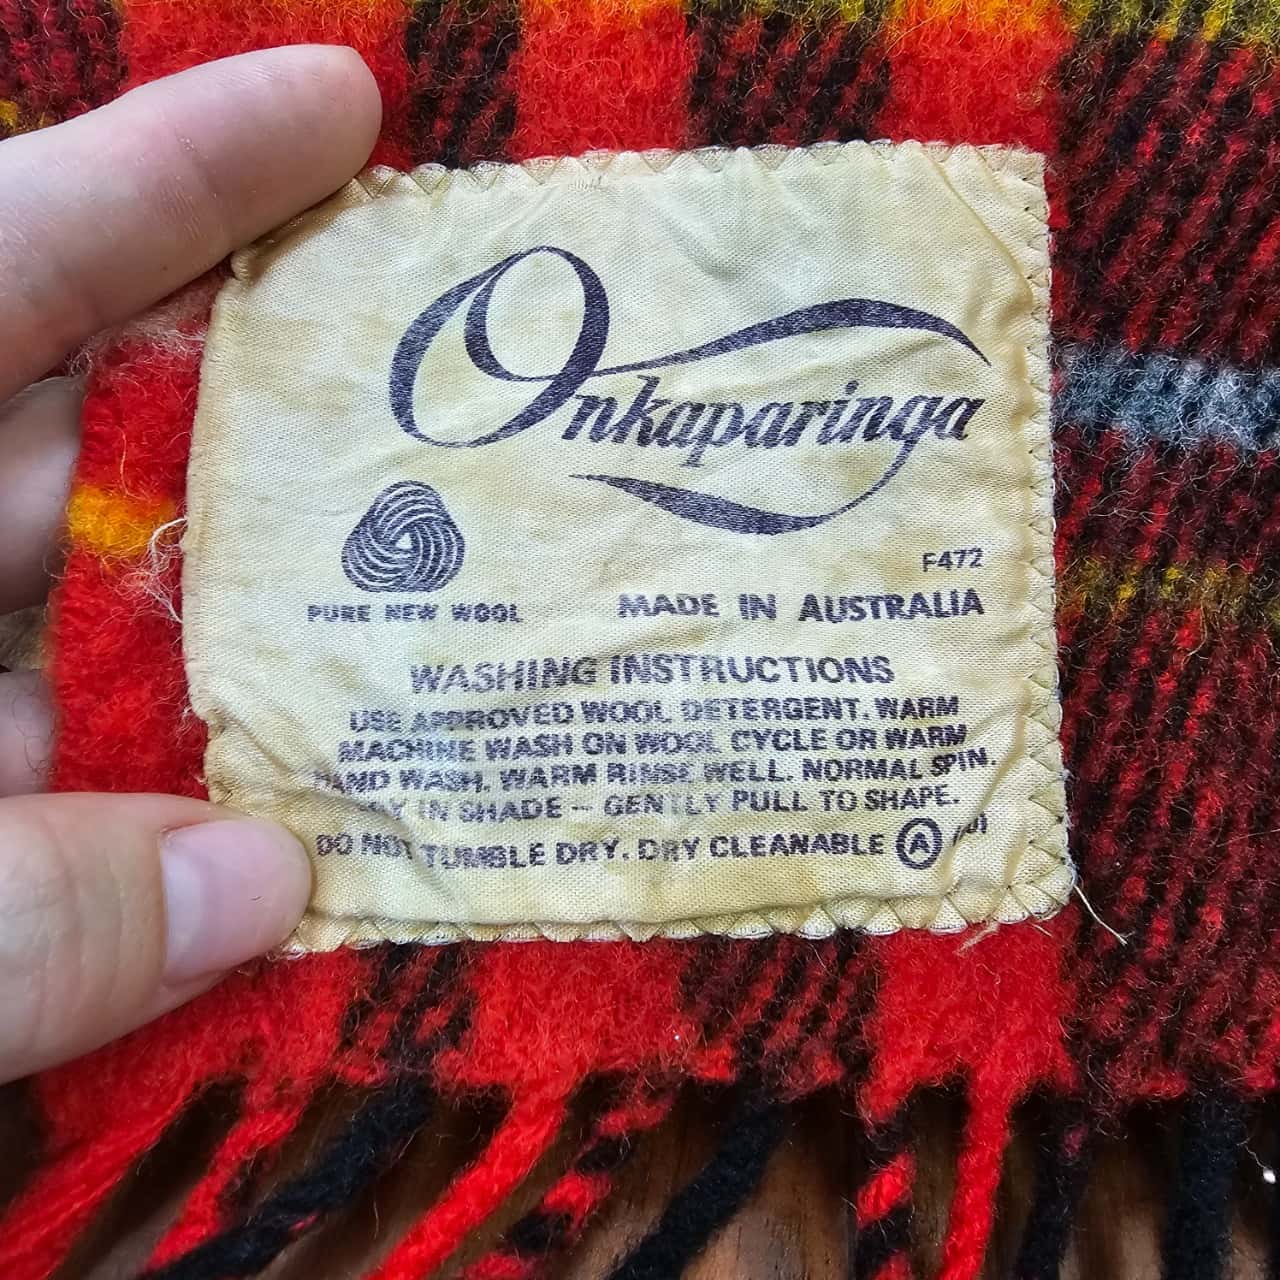 Onkaparinga
F472
PURE NEW WOOL MADE IN AUSTRALIA
WASHING INSTRUCTIONS
USE APPROVED WOOL DETERGENT. WARM
MACHINE WASH ON WOOL CYCLE OR WARM
HAND WASH. WARM RINSE WELL. NORMAL SPIN.
IN SHADE – GENTLY PULL TO SHAPE.
DO NOT TUMBLE DRY. DRY CLEANABLE Ⓐ